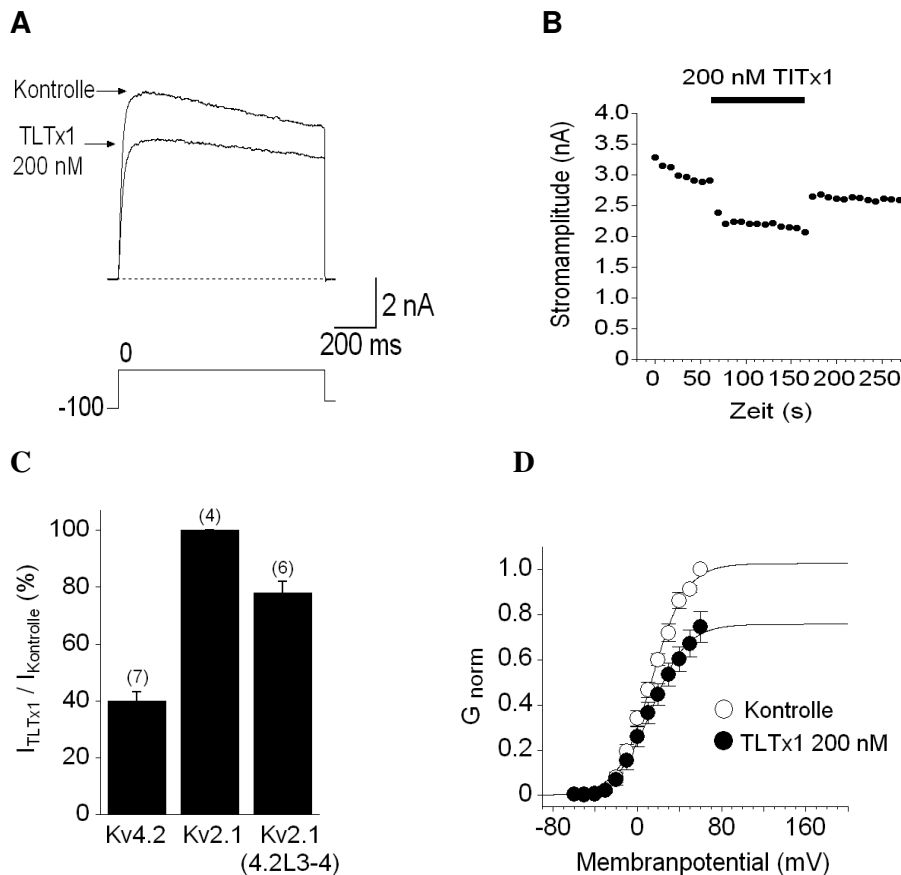 A
Kontrolle
TLTx1
200 nM
2 nA
200 ms
0
-100
B
200 nM TITx1
Stromamplitude (nA)
4.0
3.5
3.0
2.5
2.0
1.5
1.0
0.5
0
0 50 100 150 200 250
Zeit (s)
C
I TLTx1 / I Kontrolle (%)
100
80
60
40
20
0
(7)
(4)
(6)
Kv4.2 Kv2.1 Kv2.1
(4.2L3-4)
D
G norm
1.0
0.8
0.6
0.4
0.2
0
Kontrolle
TLTx1 200 nM
-80 0 80 160
Membranpotential (mV)